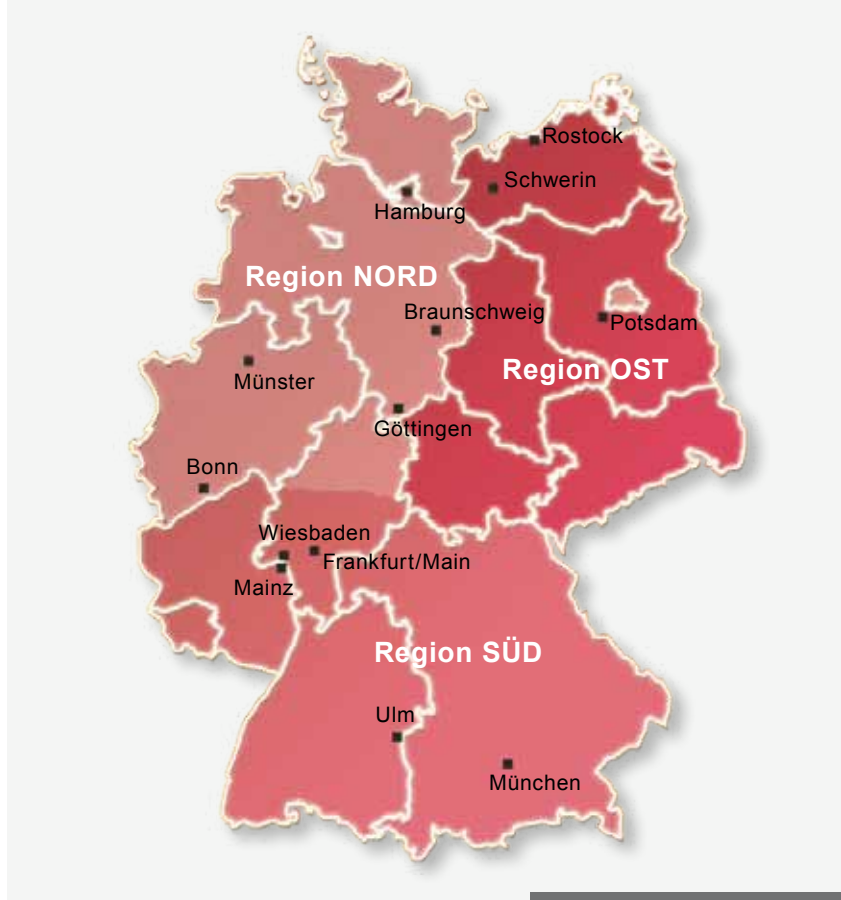 Rostock
Schwerin
Hamburg
Region NORD
Braunschweig
Potsdam
Region OST
Münster
Göttingen
Bonn
Wiesbaden
Frankfurt/Main
Mainz
Region SÜD
Ulm
München